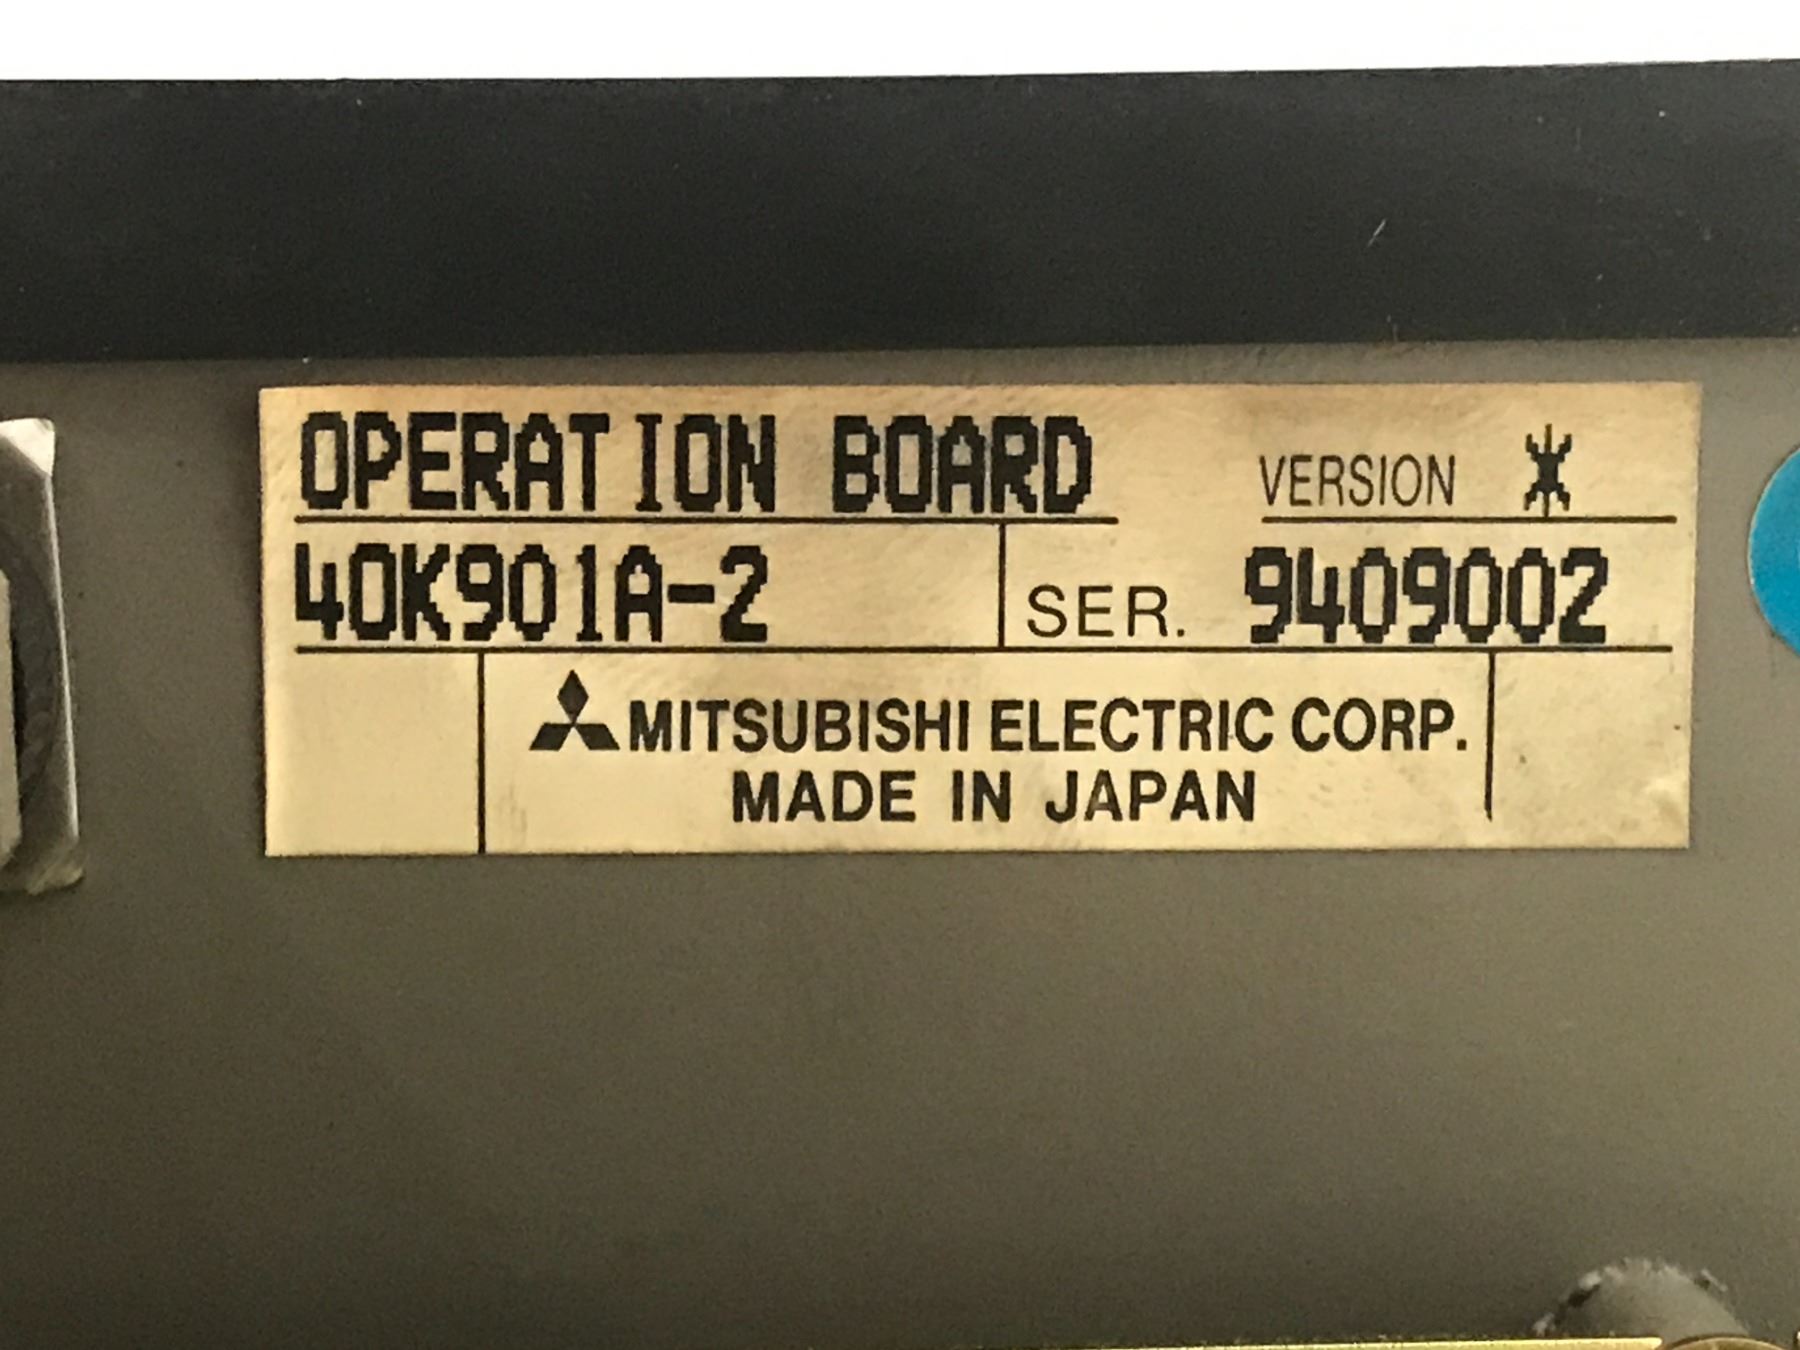 OPERATION BOARD VERSION *
40K901A-2 SER. 9409002
MITSUBISHI ELECTRIC CORP.
MADE IN JAPAN